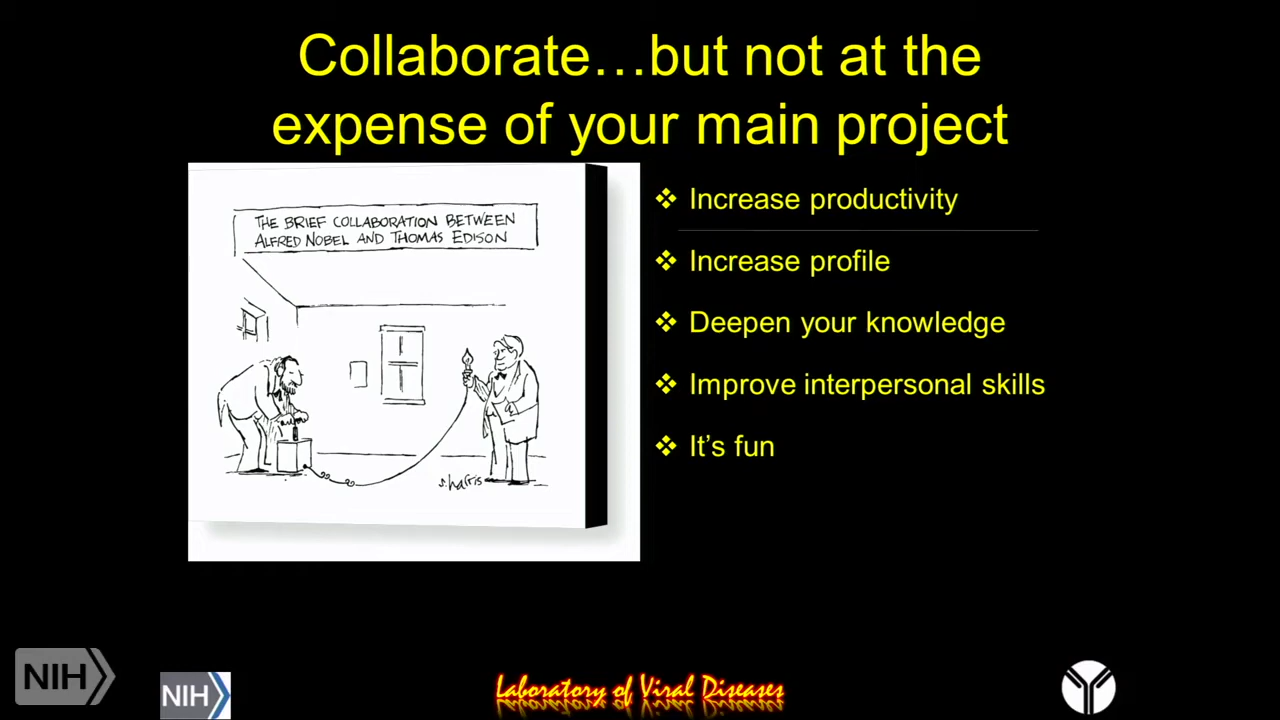 Collaborate…but not at the
expense of your main project
THE BRIEF COLLABORATION BETWEEN
ALFRED NOBEL AND THOMAS EDISON
s.harris
❖ Increase productivity
❖ Increase profile
❖ Deepen your knowledge
❖ Improve interpersonal skills
❖ It’s fun
NIH
NIH
Laboratory of Viral Diseases